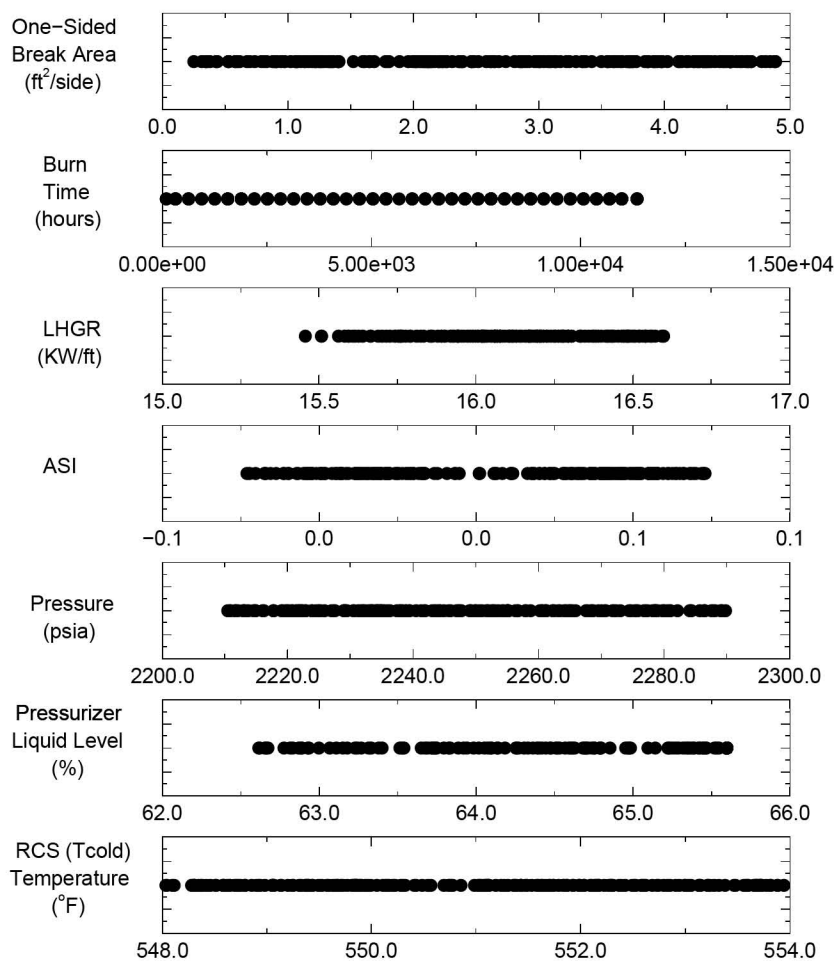 One−Sided
Break Area
(ft²/side)
0.0 1.0 2.0 3.0 4.0 5.0
Burn
Time
(hours)
0.00e+00 5.00e+03 1.00e+04 1.50e+04
LHGR
(KW/ft)
15.0 15.5 16.0 16.5 17.0
ASI
−0.1 0.0 0.0 0.1 0.1
Pressure
(psia)
2200.0 2220.0 2240.0 2260.0 2280.0 2300.0
Pressurizer
Liquid Level
(%)
62.0 63.0 64.0 65.0 66.0
RCS (Tcold)
Temperature
(°F)
548.0 550.0 552.0 554.0